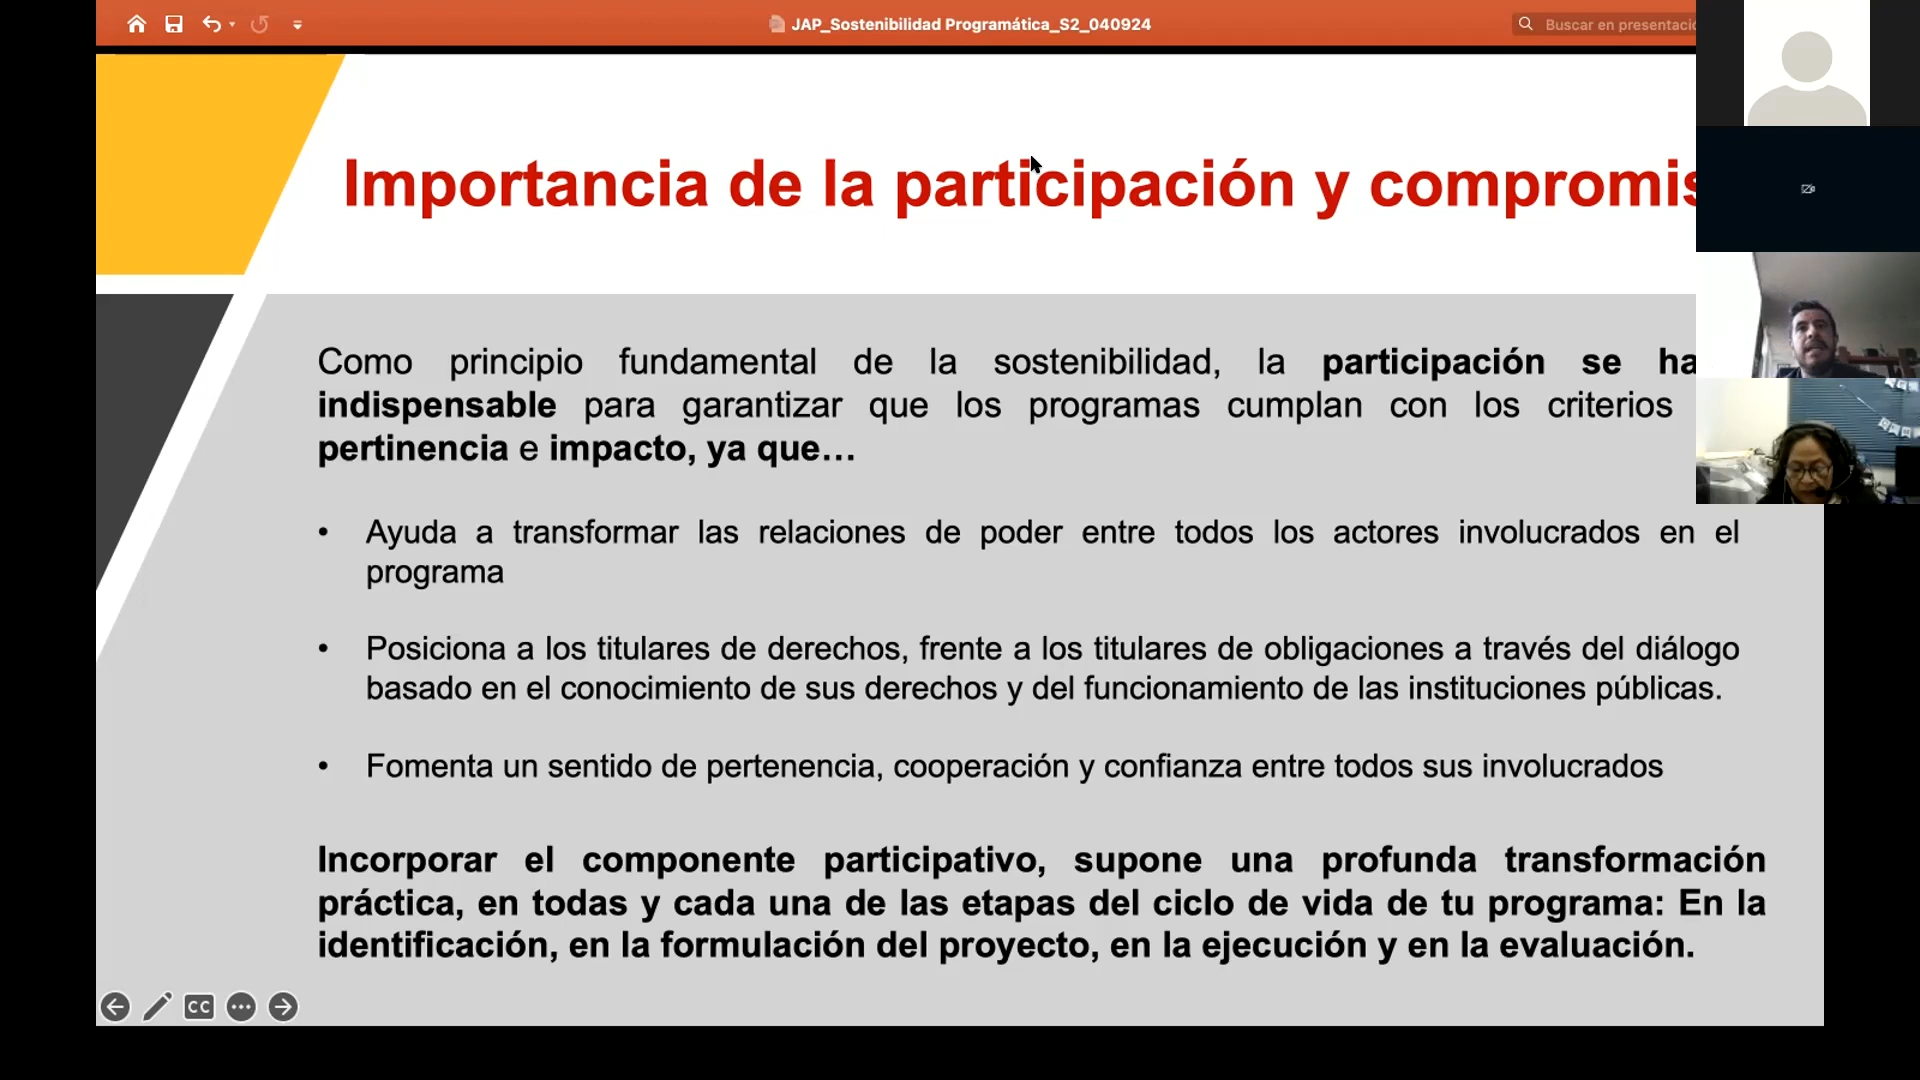 JAP_Sostenibilidad Programática_S2_040924
Buscar en presentació
Importancia de la participación y compromis
Como principio fundamental de la sostenibilidad, la participación se ha
indispensable para garantizar que los programas cumplan con los criterios
pertinencia e impacto, ya que...
• Ayuda a transformar las relaciones de poder entre todos los actores involucrados en el
programa
• Posiciona a los titulares de derechos, frente a los titulares de obligaciones a través del diálogo
basado en el conocimiento de sus derechos y del funcionamiento de las instituciones públicas.
• Fomenta un sentido de pertenencia, cooperación y confianza entre todos sus involucrados
Incorporar el componente participativo, supone una profunda transformación
práctica, en todas y cada una de las etapas del ciclo de vida de tu programa: En la
identificación, en la formulación del proyecto, en la ejecución y en la evaluación.
CC